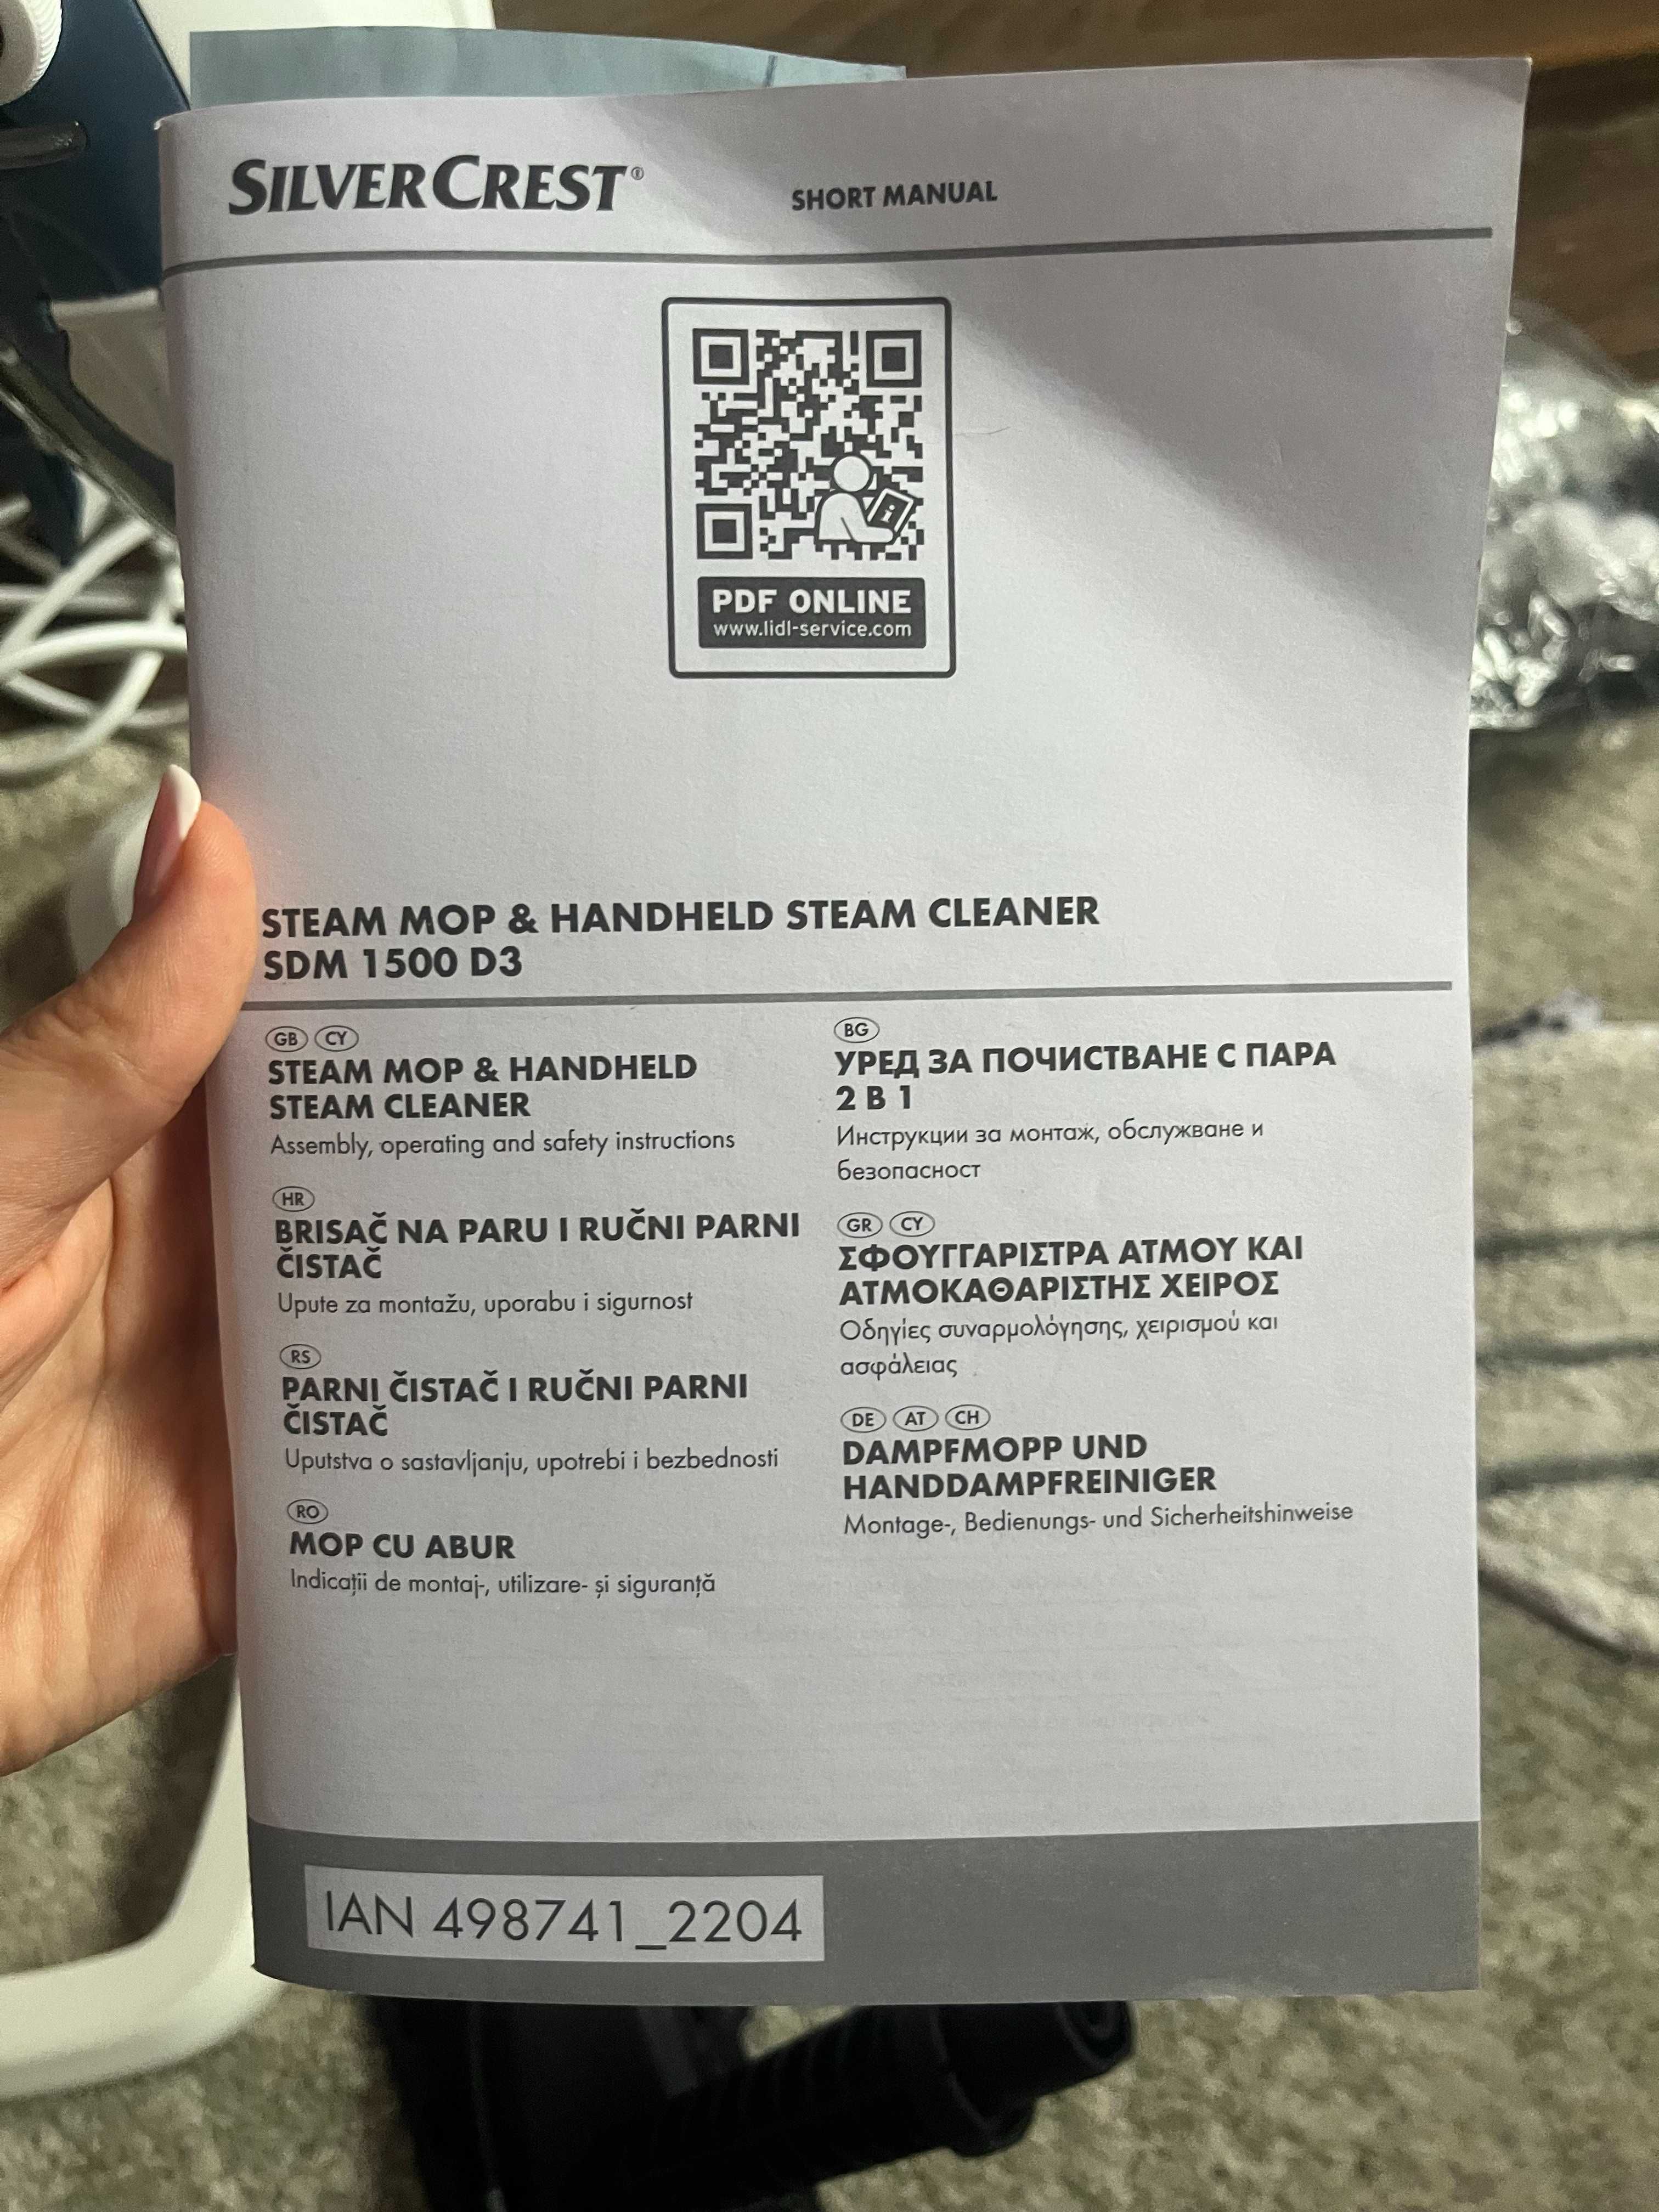 SILVERCREST®
SHORT MANUAL
PDF ONLINE
www.lidl-service.com
STEAM MOP & HANDHELD STEAM CLEANER
SDM 1500 D3
GB CY
STEAM MOP & HANDHELD
STEAM CLEANER
Assembly, operating and safety instructions
HR
BRISAČ NA PARU I RUČNI PARNI
ČISTAČ
Upute za montažu, uporabu i sigurnost
RS
PARNI ČISTAČ I RUČNI PARNI
ČISTAČ
Uputstva o sastavljanju, upotrebi i bezbednosti
RO
MOP CU ABUR
Indicații de montaj-, utilizare- și siguranță
BG
УРЕД ЗА ПОЧИСТВАНЕ С ПАРА
2 В 1
Инструкции за монтаж, обслужване и
безопасност
GR CY
ΣΦΟΥΓΓΑΡΙΣΤΡΑ ΑΤΜΟΥ ΚΑΙ
ΑΤΜΟΚΑΘΑΡΙΣΤΗΣ ΧΕΙΡΟΣ
Οδηγίες συναρμολόγησης, χειρισμού και
ασφάλειας
DE AT CH
DAMPFMOPP UND
HANDDAMPFREINIGER
Montage-, Bedienungs- und Sicherheitshinweise
IAN 498741_2204